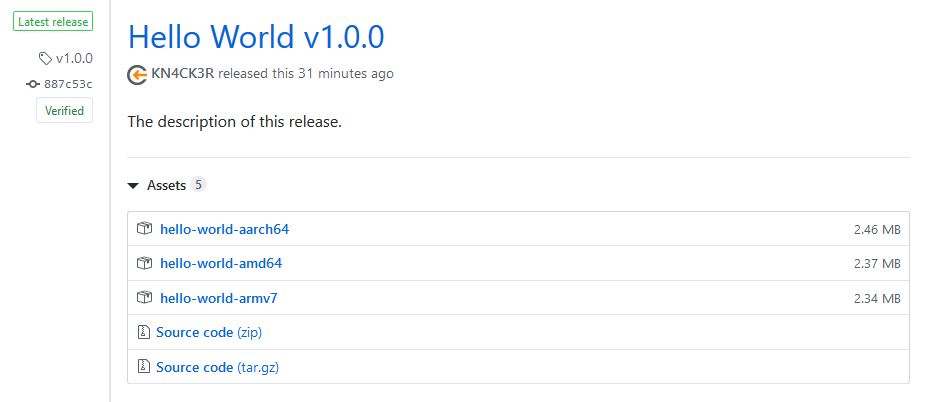 Latest release
v1.0.0
887c53c
Verified
Hello World v1.0.0
KN4CK3R released this 31 minutes ago
The description of this release.
Assets 5
hello-world-aarch64 2.46 MB
hello-world-amd64 2.37 MB
hello-world-armv7 2.34 MB
Source code (zip)
Source code (tar.gz)